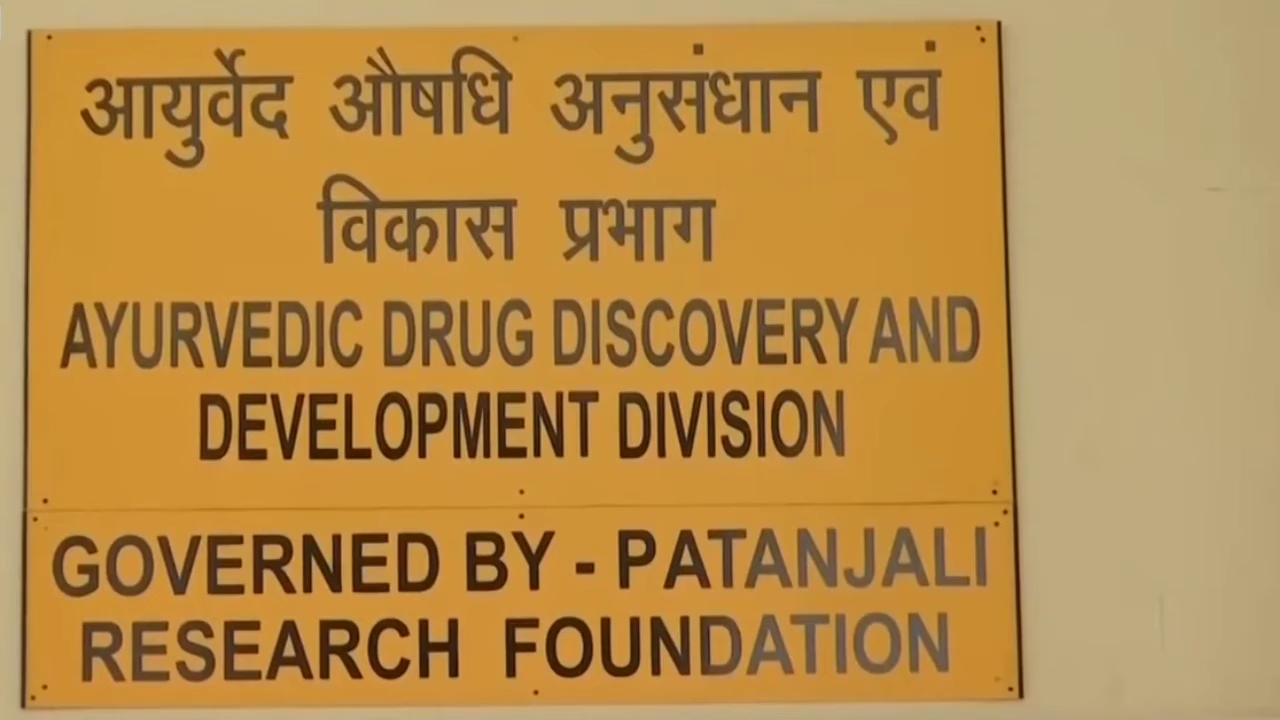 आयुर्वेद औषधि अनुसंधान एवं
विकास प्रभाग
AYURVEDIC DRUG DISCOVERY AND
DEVELOPMENT DIVISION
GOVERNED BY - PATANJALI
RESEARCH FOUNDATION